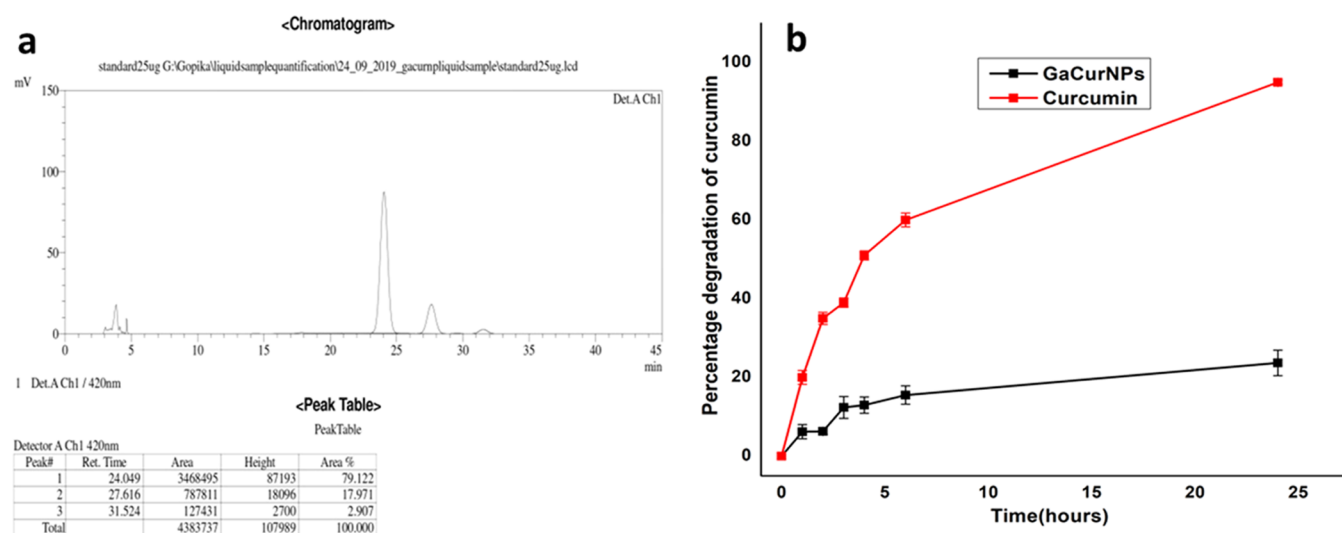 a
<Chromatogram>
standard25ug G:\Gopika\liquidsamplequantification\24_09_2019_gacurnpliquidsample\standard25ug.lcd
mV
150
Det.A Ch1
100
50
0
0 5 10 15 20 25 30 35 40 45
min
1 Det.A Ch1 / 420nm
<Peak Table>
PeakTable
Detector A Ch1 420nm
Peak# Ret. Time Area Height Area %
1 24.049 3468495 87193 79.122
2 27.616 787811 18096 17.971
3 31.524 127431 2700 2.907
Total 4383737 107989 100.000
b
GaCurNPs
Curcumin
Percentage degradation of curcumin
100
80
60
40
20
0
0 5 10 15 20 25
Time(hours)